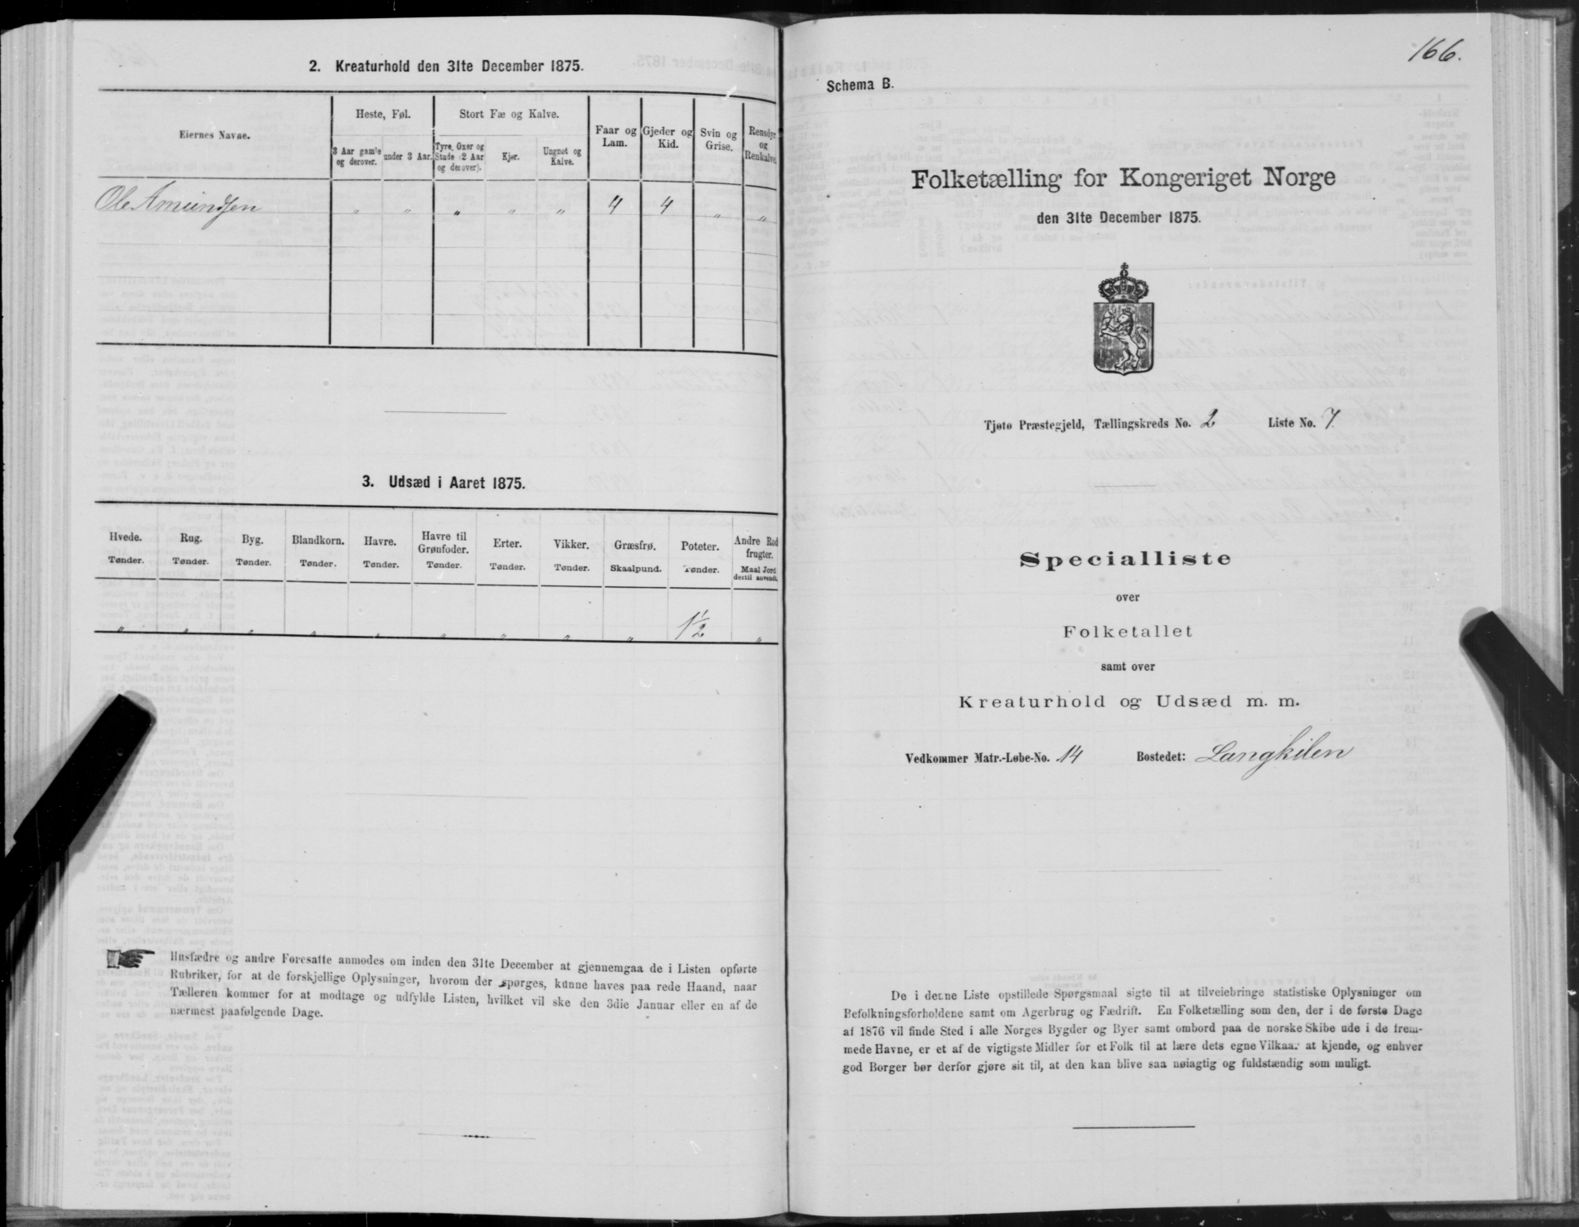 2. Kreaturhold den 31te December 1875.
Eiernes Navne.
Heste, Føl.
3 Aar gamle og derover.
under 3 Aar.
Stort Fæ og Kalve.
Tyre, Oxer og Stude (2 Aar og derover).
Kjør.
Ungnet og Kalve.
Faar og Lam.
Gjeder og Kid.
Svin og Grise.
Rensdyr og Renkalve.
Ole Amundsen " " " " " 4 4 " "
3. Udsæd i Aaret 1875.
Hvede. Rug. Byg. Blandkorn. Havre. Havre til Grønfoder. Erter. Vikker. Græsfrø. Poteter. Andre Rodfrugter.
Tønder. Tønder. Tønder. Tønder. Tønder. Tønder. Tønder. Tønder. Skaalpund. Tønder. Maal Jord dertil anvendt.
" " " " " " " " " 1½ "
Husfædre og andre Foresatte anmodes om inden den 31te December at gjennemgaa de i Listen opførte
Rubriker, for at de forskjellige Oplysninger, hvorom der spørges, kunne haves paa rede Haand, naar
Tælleren kommer for at modtage og udfylde Listen, hvilket vil ske den 3die Januar eller en af de
nærmest paafølgende Dage.
166.
Schema B.
Folketælling for Kongeriget Norge
den 31te December 1875.
Tjøtø Præstegjeld, Tællingskreds No. 2 Liste No. 7
Specialliste
over
Folketallet
samt over
Kreaturhold og Udsæd m. m.
Vedkommer Matr.-Løbe-No. 14 Bostedet: Langkilen
De i denne Liste opstillede Spørgsmaal sigte til at tilveiebringe statistiske Oplysninger om
Befolkningsforholdene samt om Agerbrug og Fædrift. En Folketælling som den, der i de første Dage
af 1876 vil finde Sted i alle Norges Bygder og Byer samt ombord paa de norske Skibe ude i de frem-
mede Havne, er et af de vigtigste Midler for et Folk til at lære dets egne Vilkaar at kjende, og enhver
god Borger bør derfor gjøre sit til, at den kan blive saa nøiagtig og fuldstændig som muligt.